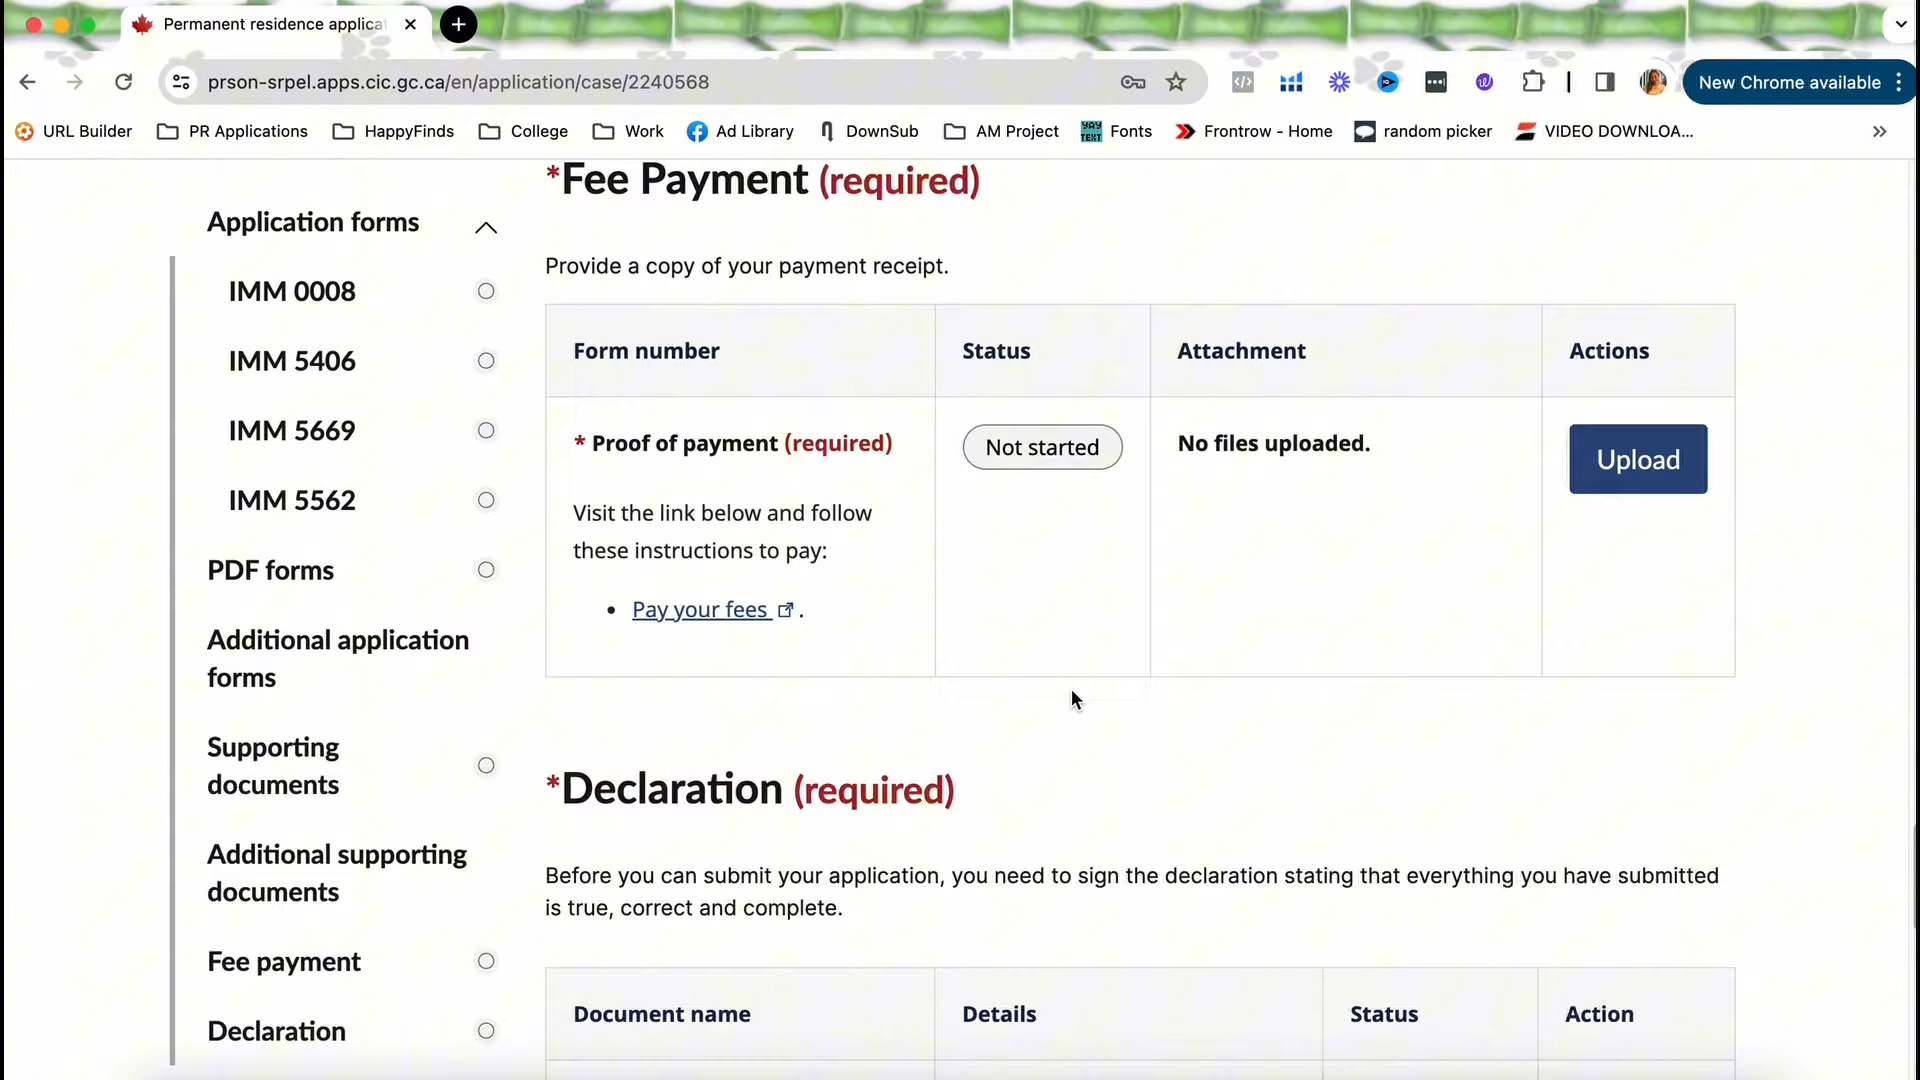 Permanent residence applica
prson-srpel.apps.cic.gc.ca/en/application/case/2240568
New Chrome available
URL Builder
PR Applications
HappyFinds
College
Work
Ad Library
DownSub
AM Project
YAY
TEXT
Fonts
Frontrow - Home
random picker
VIDEO DOWNLOA...
Application forms
IMM 0008
IMM 5406
IMM 5669
IMM 5562
PDF forms
Additional application
forms
Supporting
documents
Additional supporting
documents
Fee payment
Declaration
*Fee Payment (required)
Provide a copy of your payment receipt.
Form number
Status
Attachment
Actions
* Proof of payment (required)
Not started
No files uploaded.
Upload
Visit the link below and follow
these instructions to pay:
• Pay your fees .
*Declaration (required)
Before you can submit your application, you need to sign the declaration stating that everything you have submitted
is true, correct and complete.
Document name
Details
Status
Action